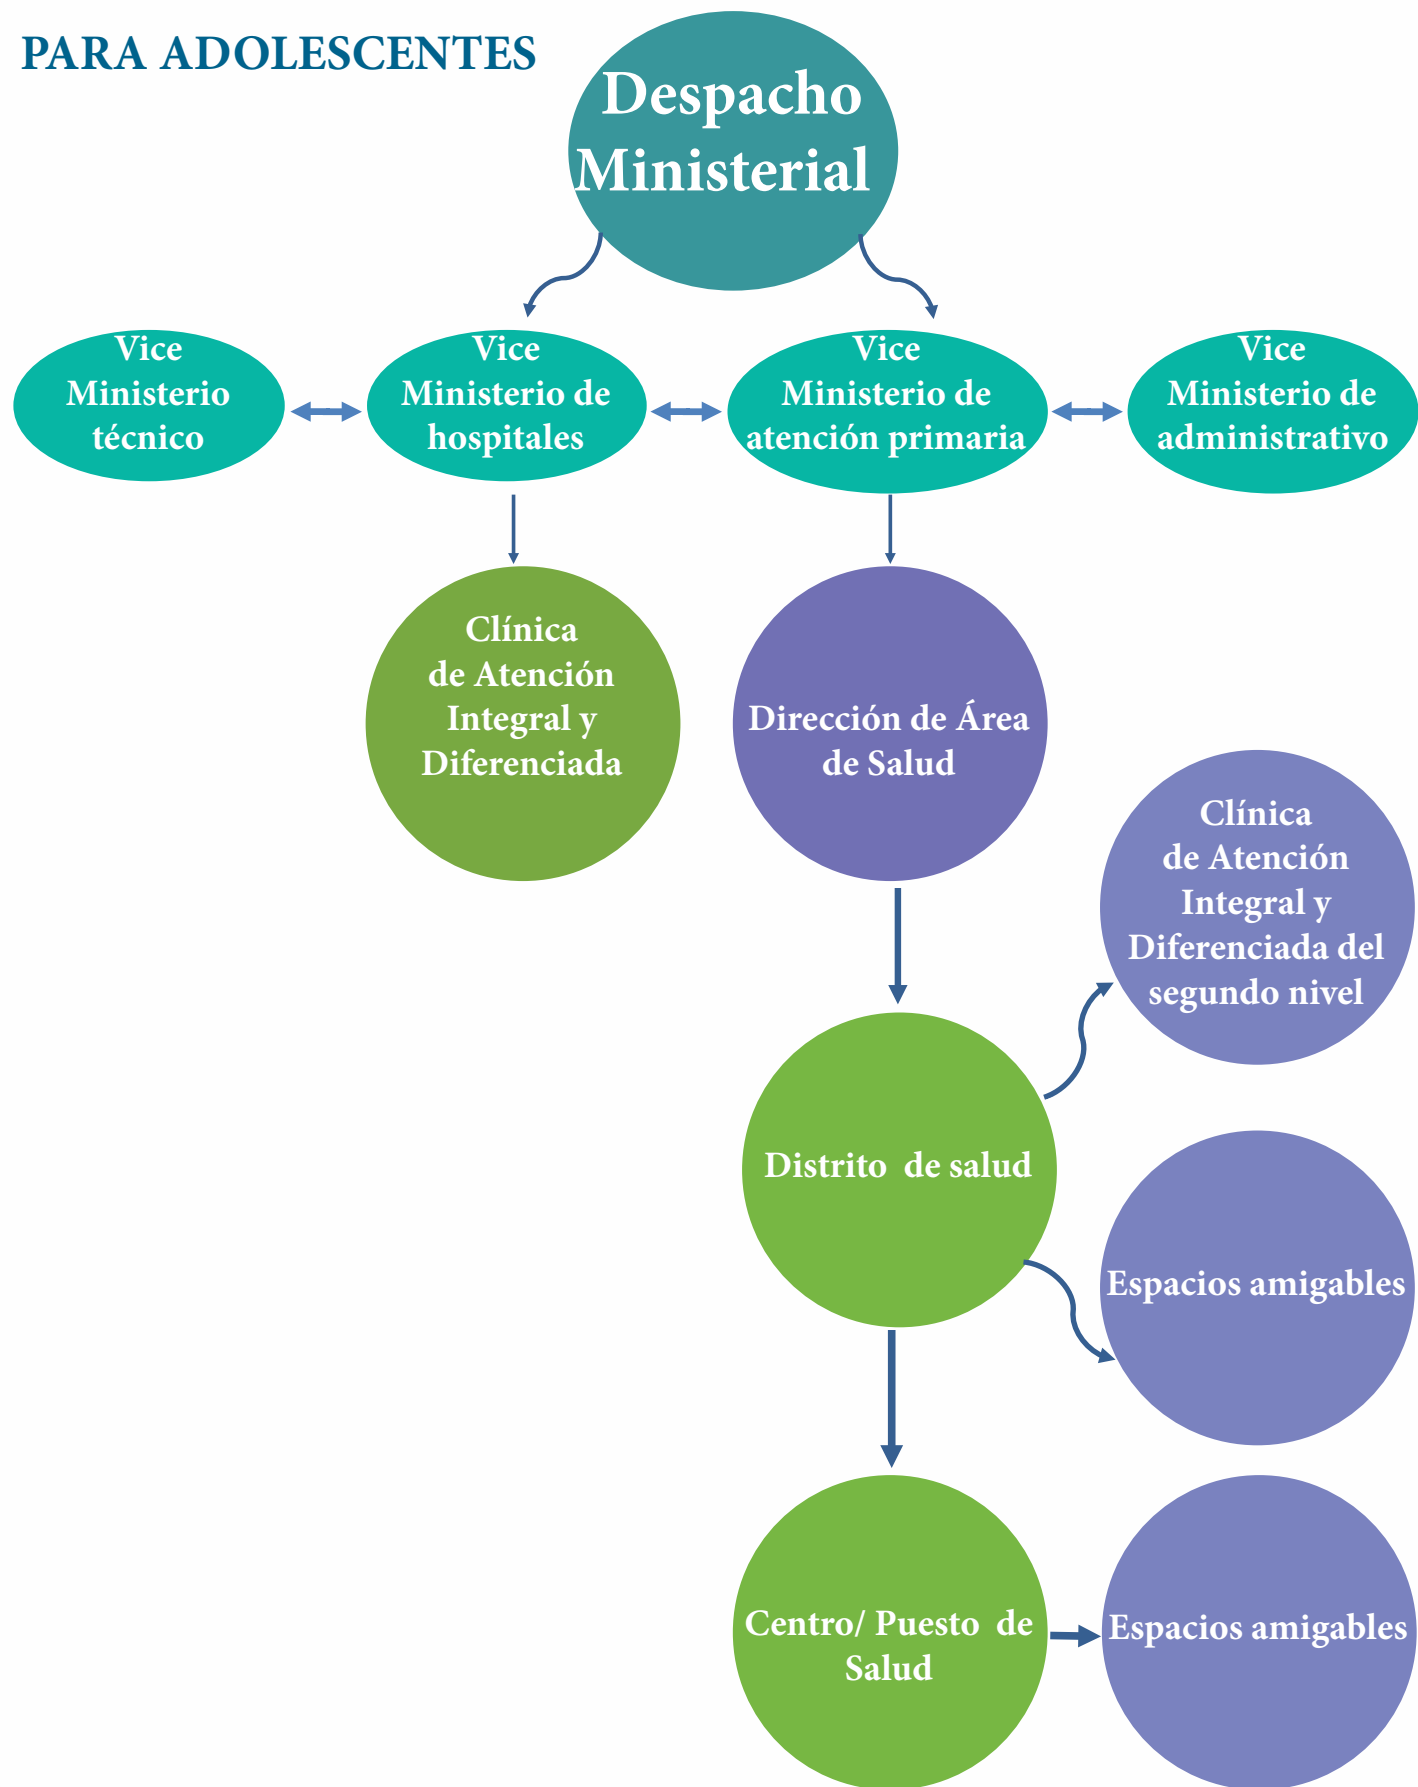 PARA ADOLESCENTES
Despacho
Ministerial
Vice
Ministerio
técnico
Vice
Ministerio de
hospitales
Vice
Ministerio de
atención primaria
Vice
Ministerio de
administrativo
Clínica
de Atención
Integral y
Diferenciada
Dirección de Área
de Salud
Clínica
de Atención
Integral y
Diferenciada del
segundo nivel
Distrito de salud
Espacios amigables
Centro/ Puesto de
Salud
Espacios amigables